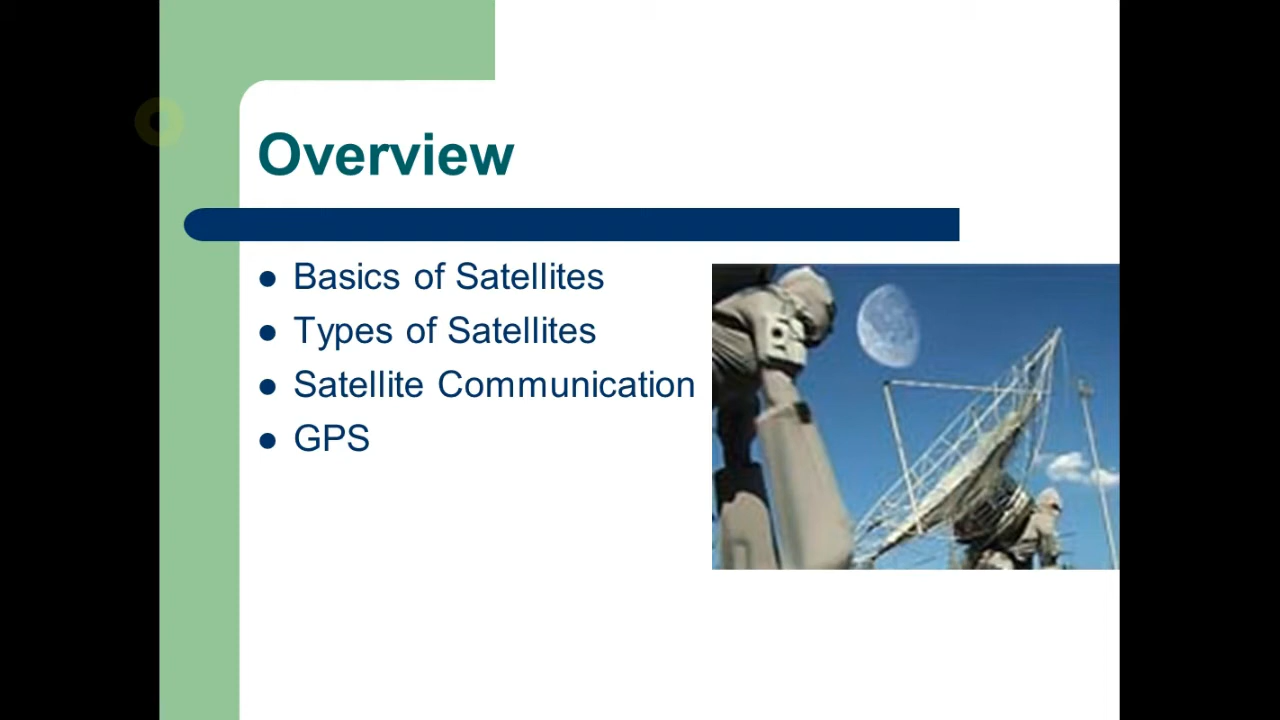 Overview
● Basics of Satellites
● Types of Satellites
● Satellite Communication
● GPS